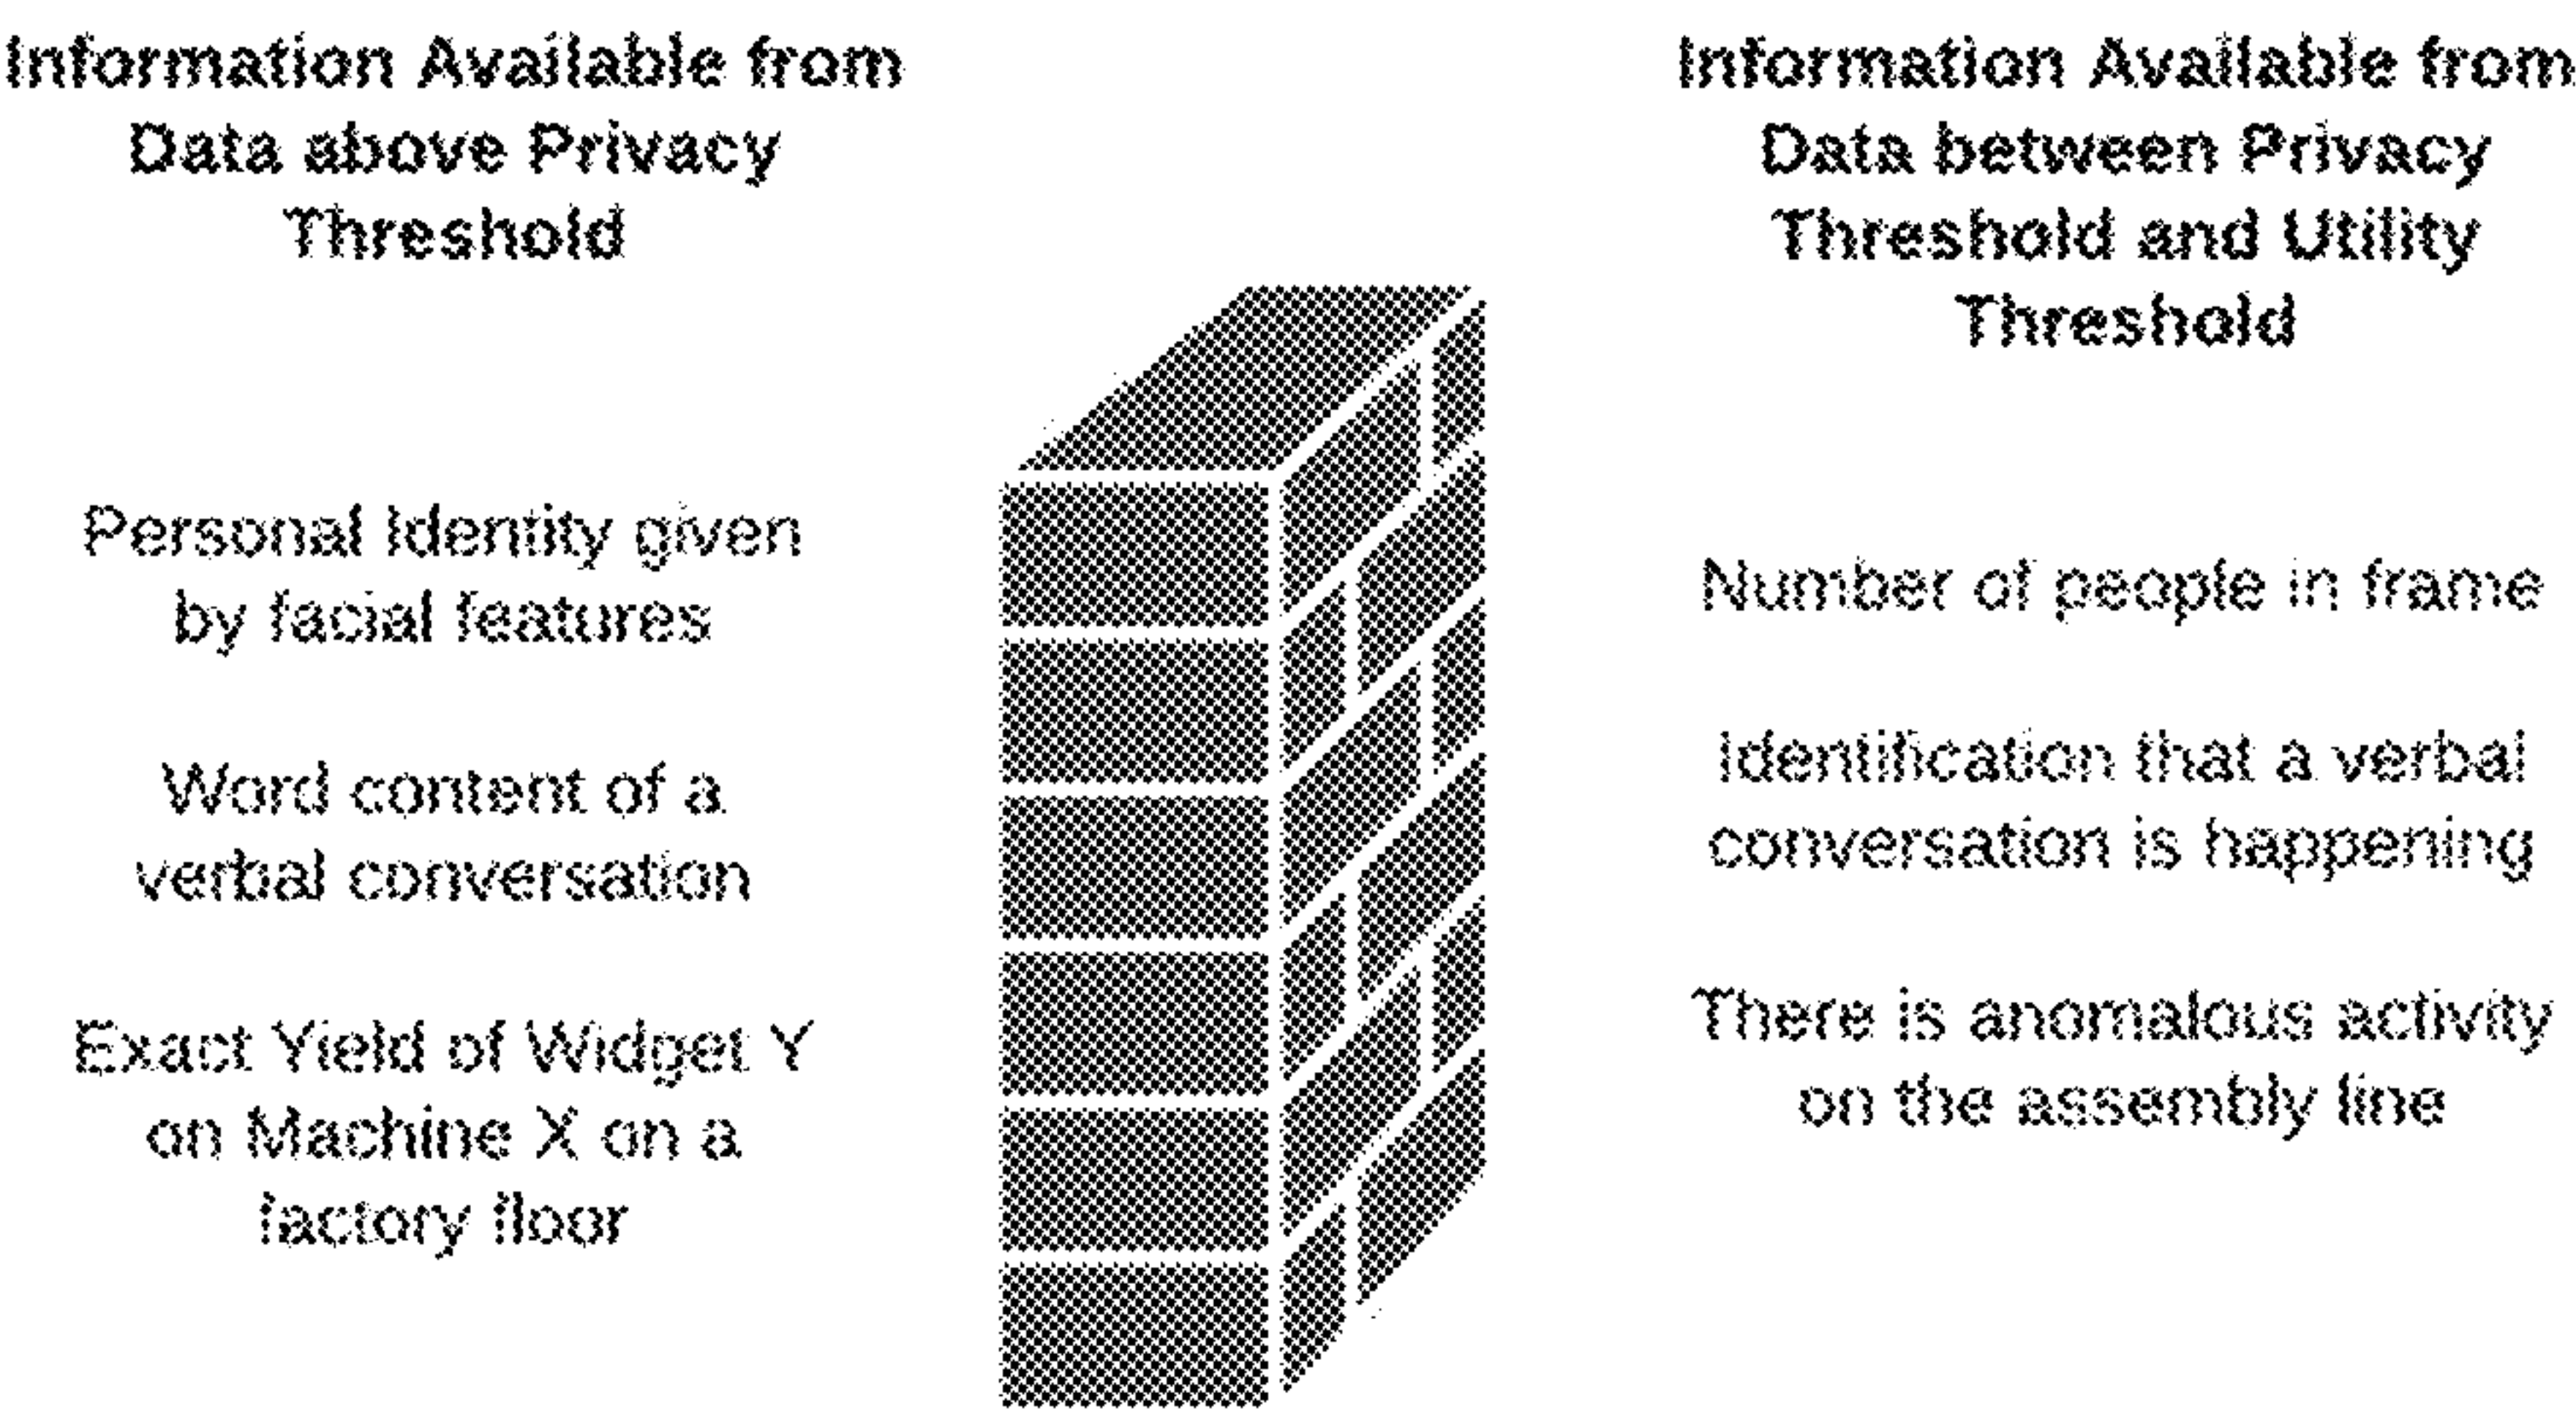 Information Available from
Data above Privacy
Threshold
Personal Identity given
by facial features
Word content of a
verbal conversation
Exact Yield of Widget Y
on Machine X on a
factory floor
Information Available from
Data between Privacy
Threshold and Utility
Threshold
Number of people in frame
Identification that a verbal
conversation is happening
There is anomalous activity
on the assembly line